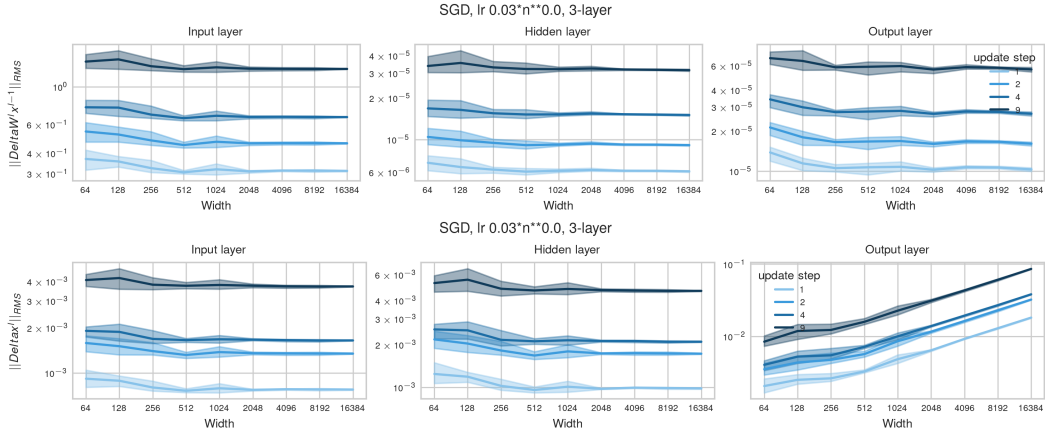 SGD, lr 0.03*n**0.0, 3-layer
Input layer
Hidden layer
Output layer
||DeltaW^l x^{l-1}||_RMS
10^0
6 × 10^-1
4 × 10^-1
3 × 10^-1
4 × 10^-5
3 × 10^-5
2 × 10^-5
10^-5
6 × 10^-6
6 × 10^-5
4 × 10^-5
3 × 10^-5
2 × 10^-5
10^-5
update step
1
2
4
9
64 128 256 512 1024 2048 4096 8192 16384
64 128 256 512 1024 2048 4096 8192 16384
64 128 256 512 1024 2048 4096 8192 16384
Width
Width
Width
SGD, lr 0.03*n**0.0, 3-layer
Input layer
Hidden layer
Output layer
||Deltax^l||_RMS
4 × 10^-3
3 × 10^-3
2 × 10^-3
10^-3
6 × 10^-3
4 × 10^-3
3 × 10^-3
2 × 10^-3
10^-3
10^-1
10^-2
update step
1
2
4
9
64 128 256 512 1024 2048 4096 8192 16384
64 128 256 512 1024 2048 4096 8192 16384
64 128 256 512 1024 2048 4096 8192 16384
Width
Width
Width